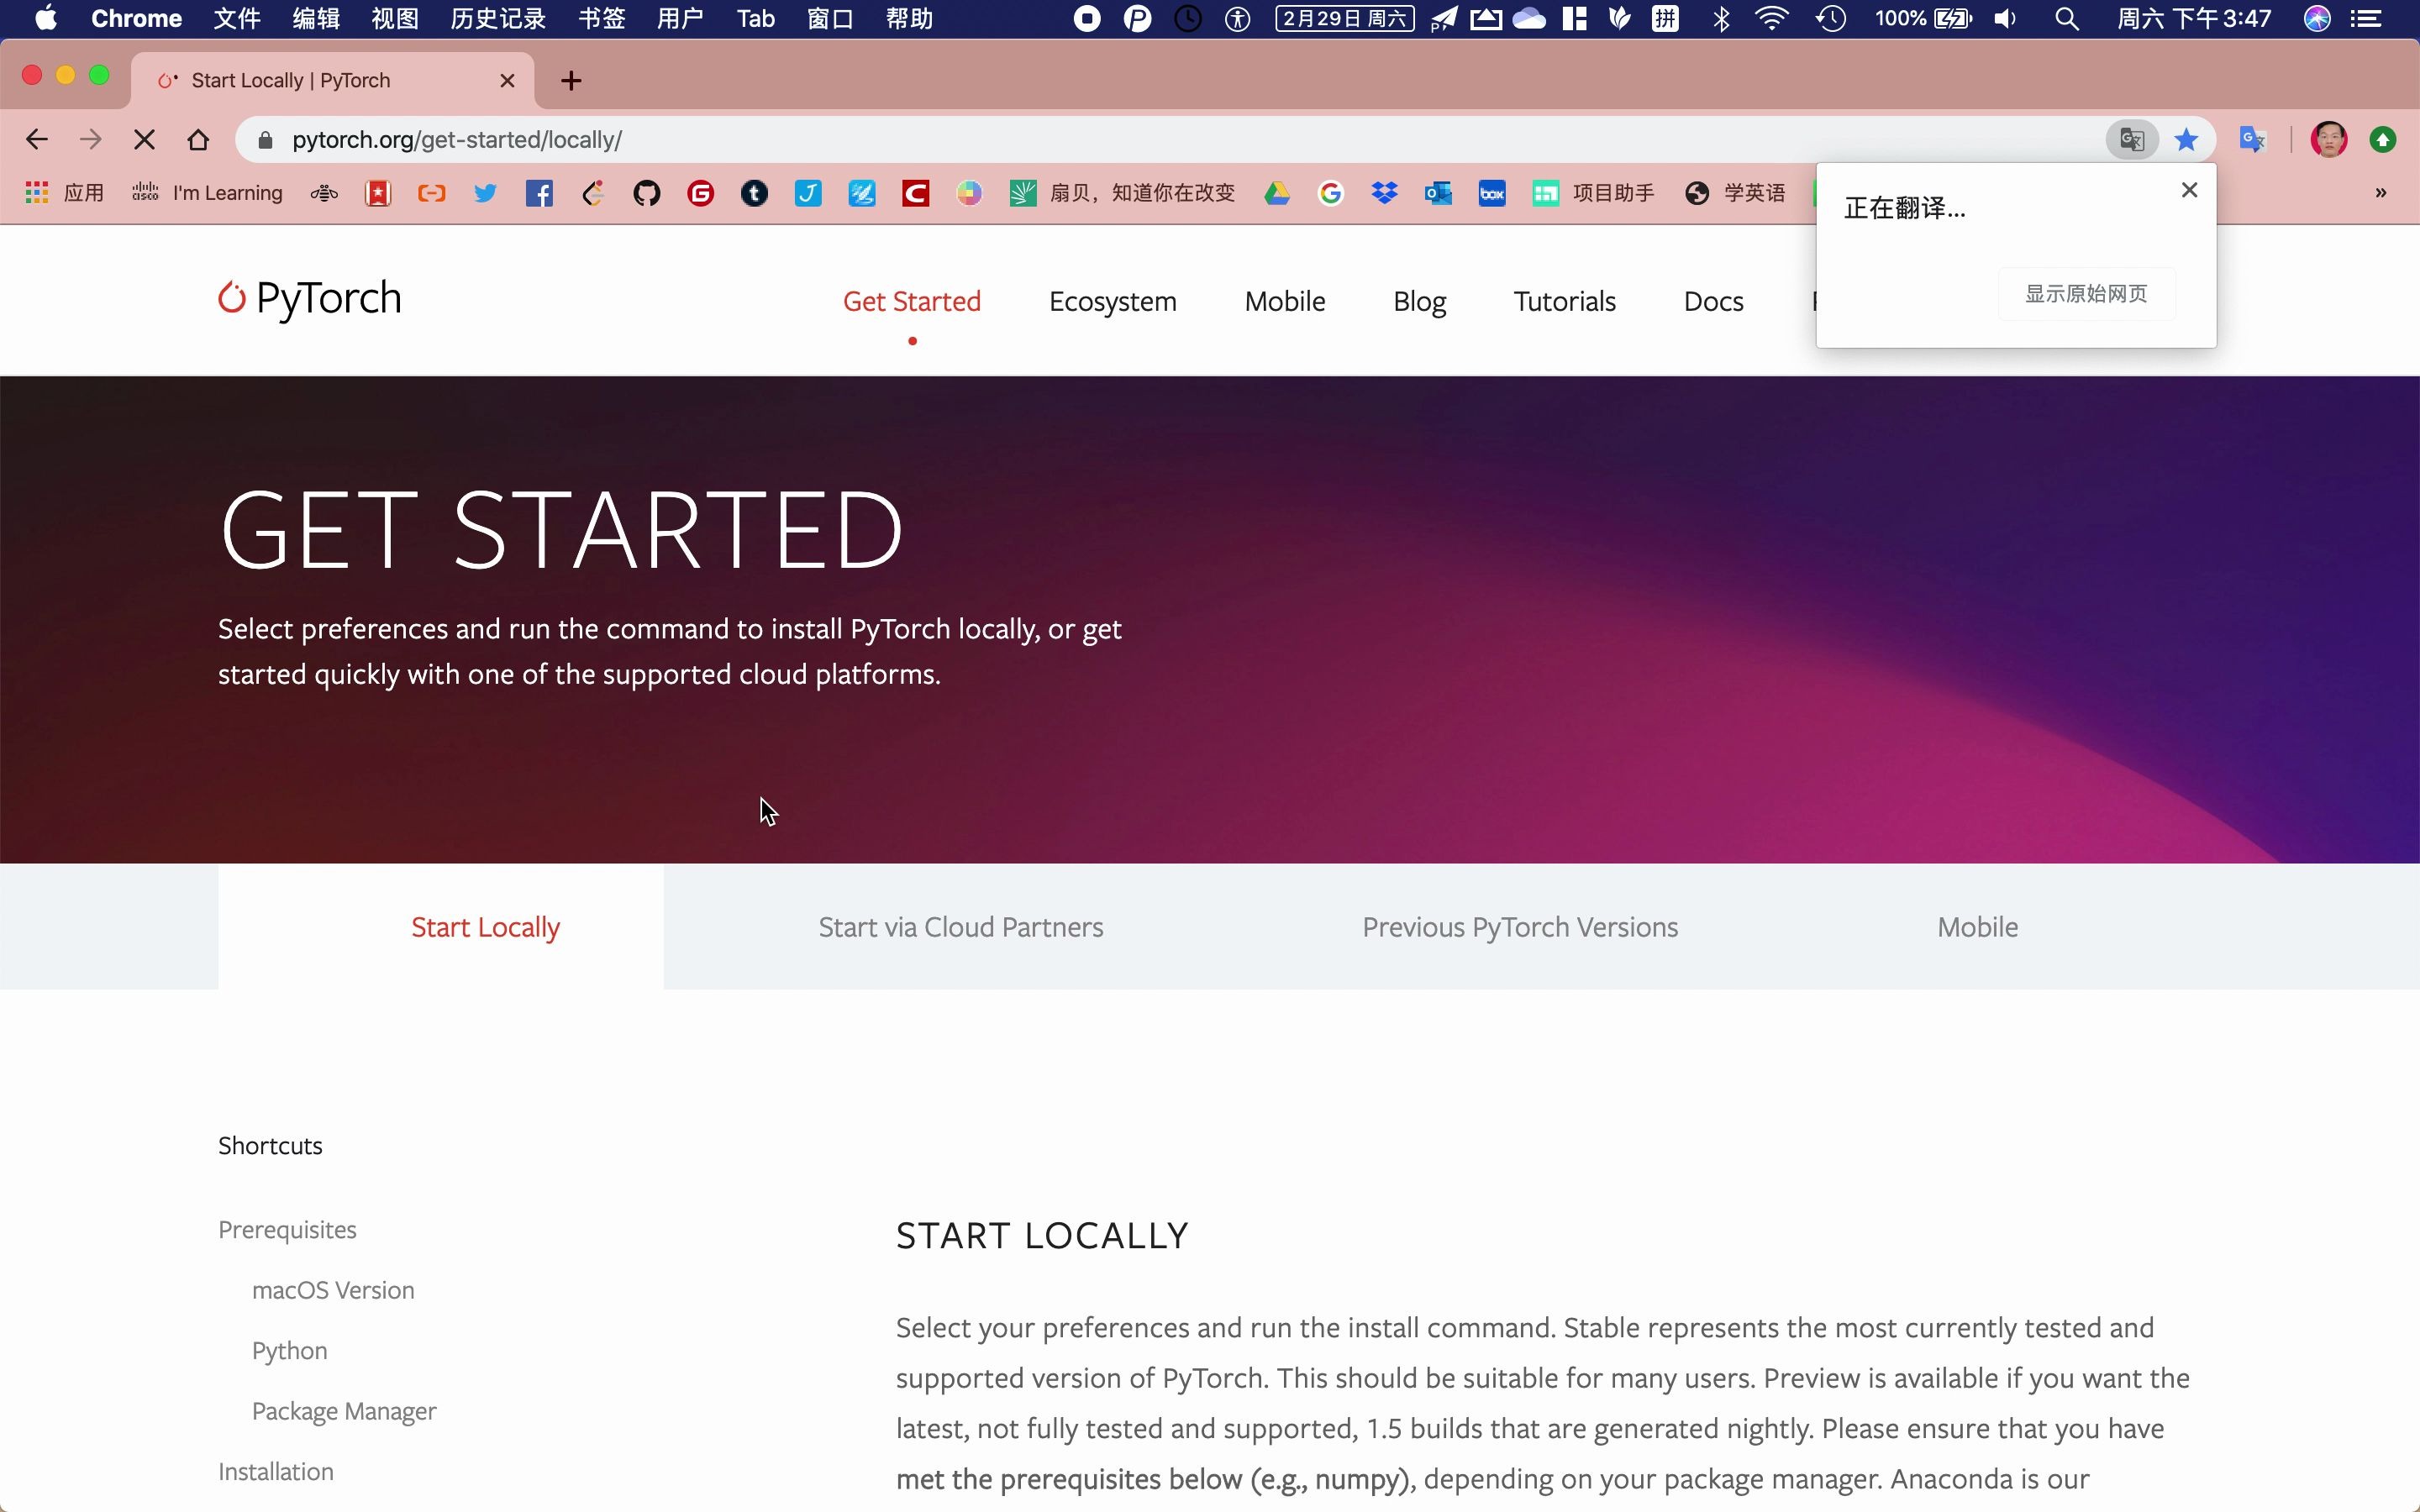 Chrome 文件 编辑 视图 历史记录 书签 用户 Tab 窗口 帮助 2月29日 周六 拼 100% 周六 下午3:47
Start Locally | PyTorch
pytorch.org/get-started/locally/
应用 I'm Learning 扇贝，知道你在改变 项目助手 学英语
正在翻译...
显示原始网页
PyTorch Get Started Ecosystem Mobile Blog Tutorials Docs
GET STARTED
Select preferences and run the command to install PyTorch locally, or get
started quickly with one of the supported cloud platforms.
Start Locally Start via Cloud Partners Previous PyTorch Versions Mobile
Shortcuts
Prerequisites
macOS Version
Python
Package Manager
Installation
START LOCALLY
Select your preferences and run the install command. Stable represents the most currently tested and
supported version of PyTorch. This should be suitable for many users. Preview is available if you want the
latest, not fully tested and supported, 1.5 builds that are generated nightly. Please ensure that you have
met the prerequisites below (e.g., numpy), depending on your package manager. Anaconda is our